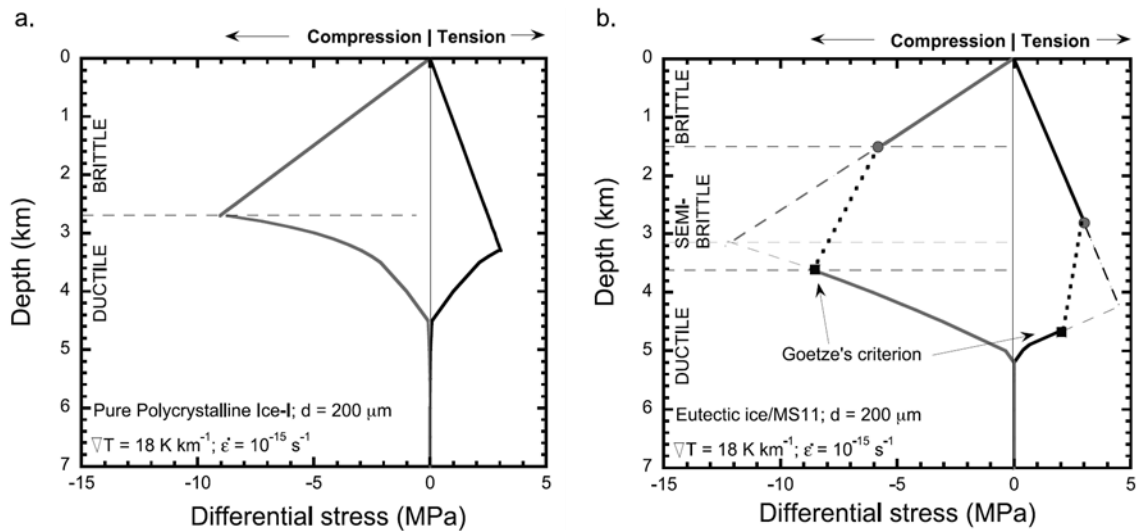 a.
Compression | Tension
0
1
2
3
4
5
6
7
Depth (km)
BRITTLE
DUCTILE
Pure Polycrystalline Ice-I; d = 200 μm
∇T = 18 K km⁻¹; ε̇ = 10⁻¹⁵ s⁻¹
-15 -10 -5 0 5
Differential stress (MPa)
b.
Compression | Tension
0
1
2
3
4
5
6
7
Depth (km)
BRITTLE
SEMI-
BRITTLE
DUCTILE
Goetze's criterion
Eutectic ice/MS11; d = 200 μm
∇T = 18 K km⁻¹; ε̇ = 10⁻¹⁵ s⁻¹
-15 -10 -5 0 5
Differential stress (MPa)